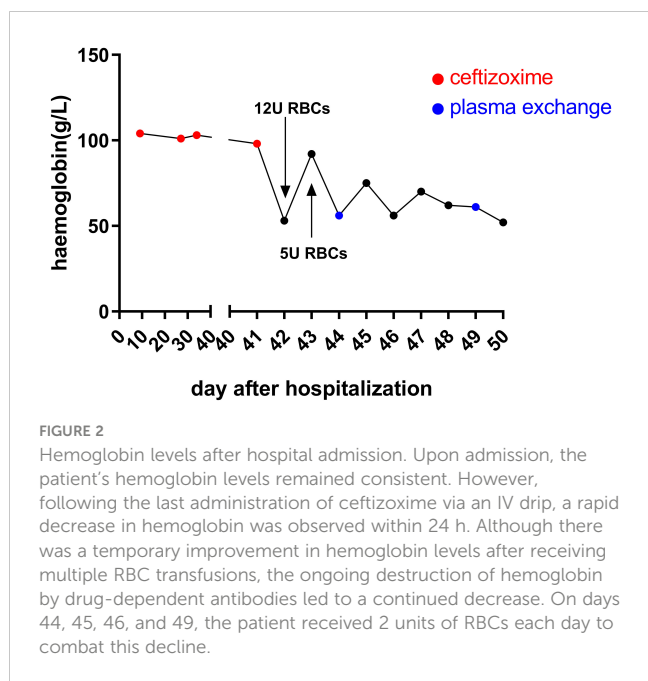 150
ceftizoxime
plasma exchange
12U RBCs
100
haemoglobin(g/L)
50
5U RBCs
0
0 10 20 30 40 40 41 42 43 44 45 46 47 48 49 50
day after hospitalization
FIGURE 2
Hemoglobin levels after hospital admission. Upon admission, the
patient’s hemoglobin levels remained consistent. However,
following the last administration of ceftizoxime via an IV drip, a rapid
decrease in hemoglobin was observed within 24 h. Although there
was a temporary improvement in hemoglobin levels after receiving
multiple RBC transfusions, the ongoing destruction of hemoglobin
by drug-dependent antibodies led to a continued decrease. On days
44, 45, 46, and 49, the patient received 2 units of RBCs each day to
combat this decline.